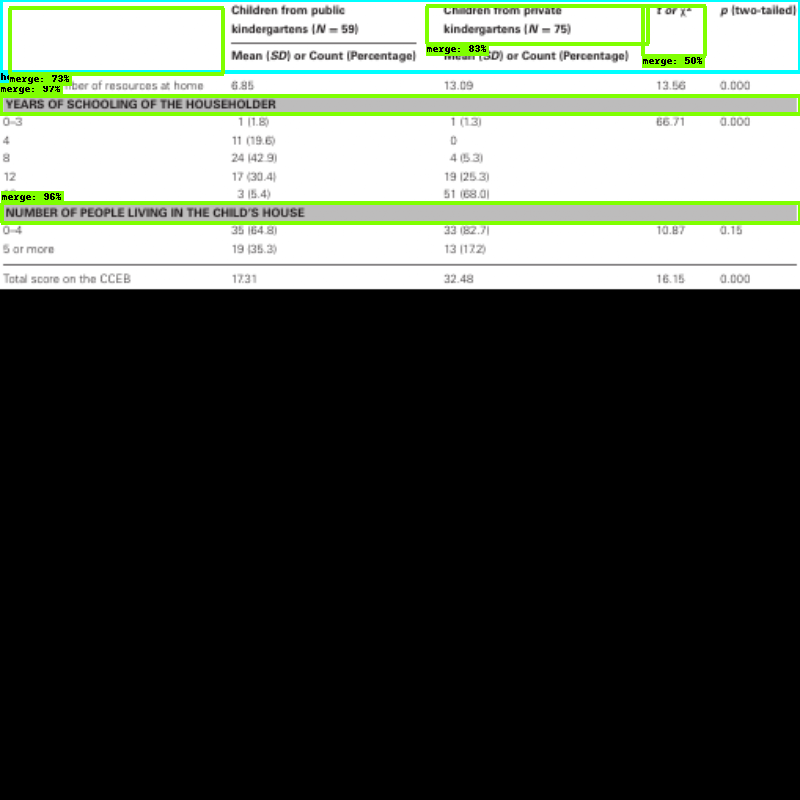 Children from public Children from private t or χ² p (two-tailed)
kindergartens (N = 59) kindergartens (N = 75)
merge: 83%
Mean (SD) or Count (Percentage) Mean (SD) or Count (Percentage)
merge: 50%
merge: 73%
merge: 97%
of resources at home 6.85 13.09 13.56 0.000
YEARS OF SCHOOLING OF THE HOUSEHOLDER
0–3 1 (1.8) 1 (1.3) 66.71 0.000
4 11 (19.6) 0
8 24 (42.9) 4 (5.3)
12 17 (30.4) 19 (25.3)
merge: 96%
3 (5.4) 51 (68.0)
NUMBER OF PEOPLE LIVING IN THE CHILD'S HOUSE
0–4 35 (64.8) 33 (82.7) 10.87 0.15
5 or more 19 (35.3) 13 (17.2)
Total score on the CCEB 17.31 32.48 16.15 0.000